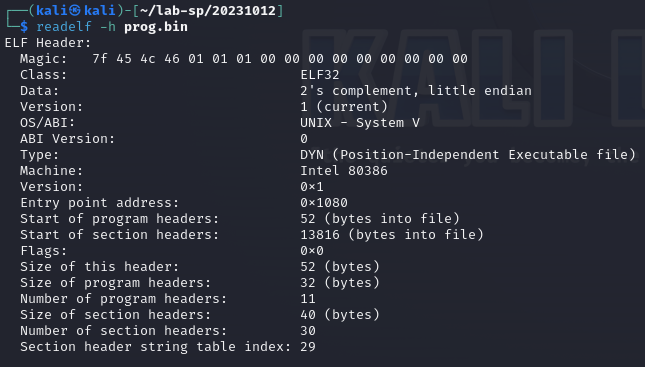 ┌──(kali㉿kali)-[~/lab-sp/20231012]
└─$ readelf -h prog.bin
ELF Header:
  Magic:   7f 45 4c 46 01 01 01 00 00 00 00 00 00 00 00 00
  Class:                             ELF32
  Data:                              2's complement, little endian
  Version:                           1 (current)
  OS/ABI:                            UNIX - System V
  ABI Version:                       0
  Type:                              DYN (Position-Independent Executable file)
  Machine:                           Intel 80386
  Version:                           0×1
  Entry point address:               0×1080
  Start of program headers:          52 (bytes into file)
  Start of section headers:          13816 (bytes into file)
  Flags:                             0×0
  Size of this header:               52 (bytes)
  Size of program headers:           32 (bytes)
  Number of program headers:         11
  Size of section headers:           40 (bytes)
  Number of section headers:         30
  Section header string table index: 29